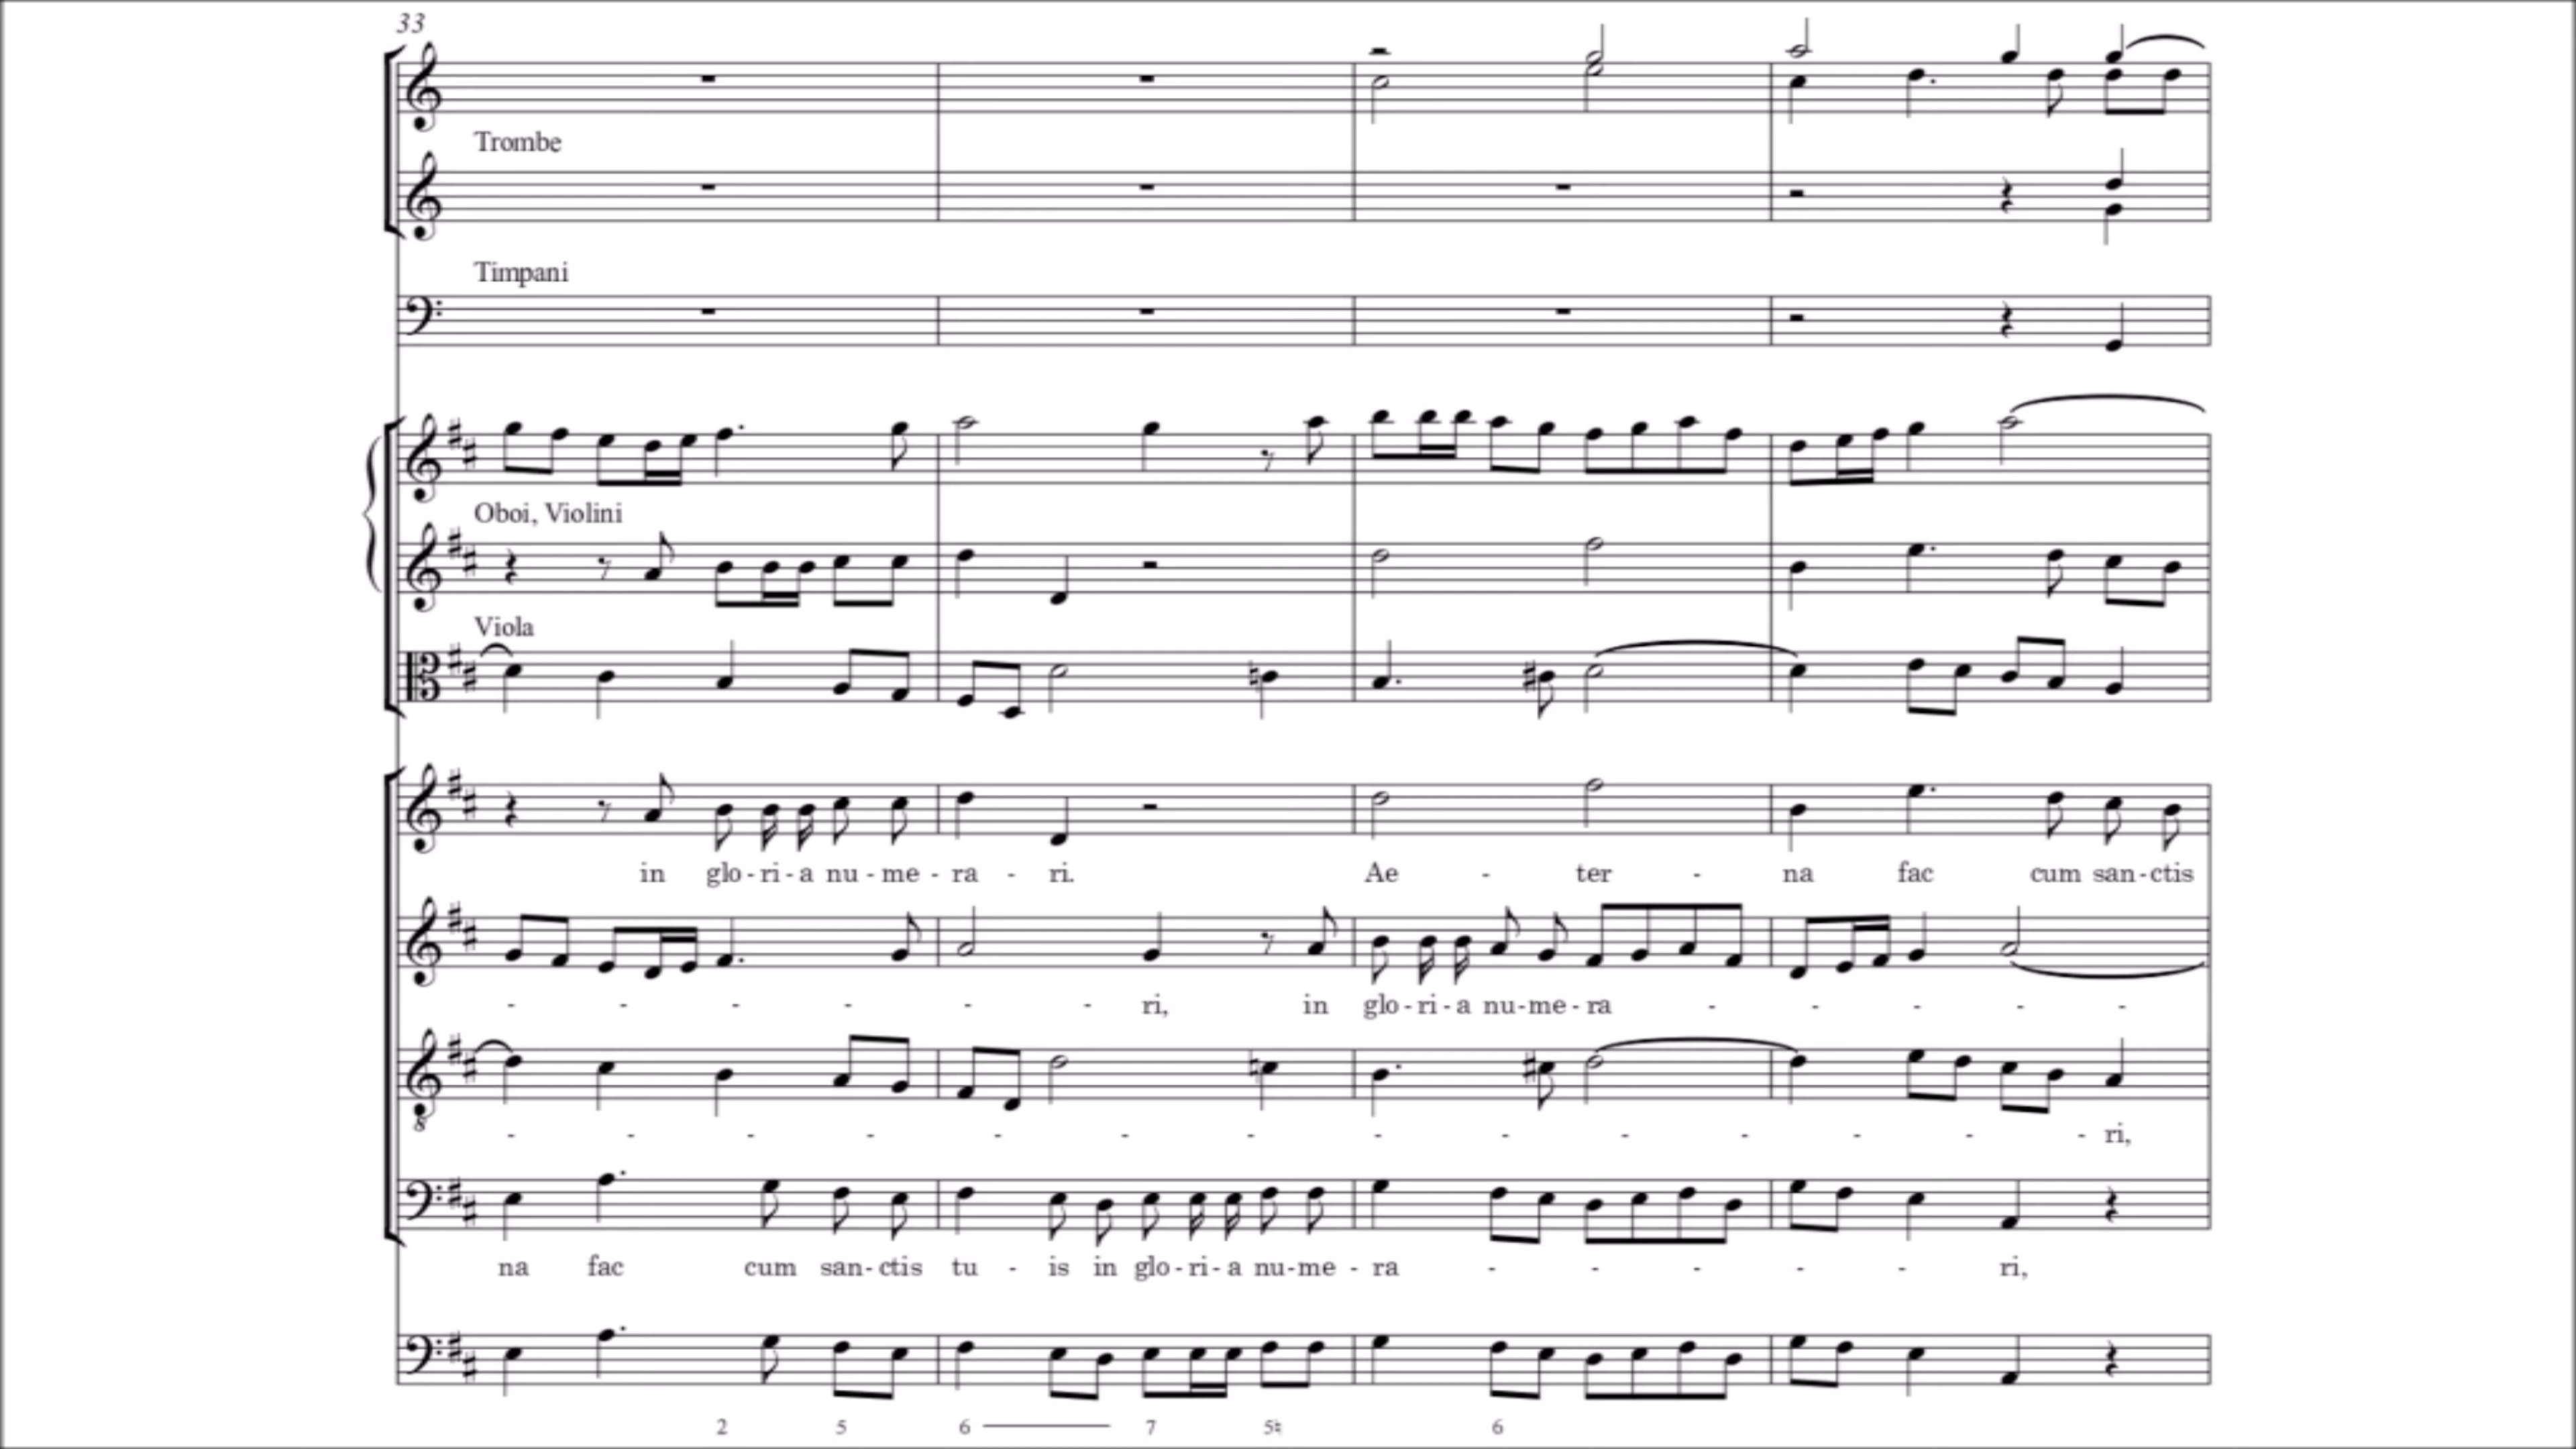 33
Trombe
Timpani
Oboi, Violini
Viola
in glo - ri - a nu - me - ra - ri. Ae - ter - na fac cum san - ctis
- - - - - - ri, in glo - ri - a nu - me - ra - - - - -
8
- - - - - - - - - - - - - - ri,
na fac cum san - ctis tu - is in glo - ri - a nu - me - ra - - - - - ri,
2 5 6 7 5♮ 6